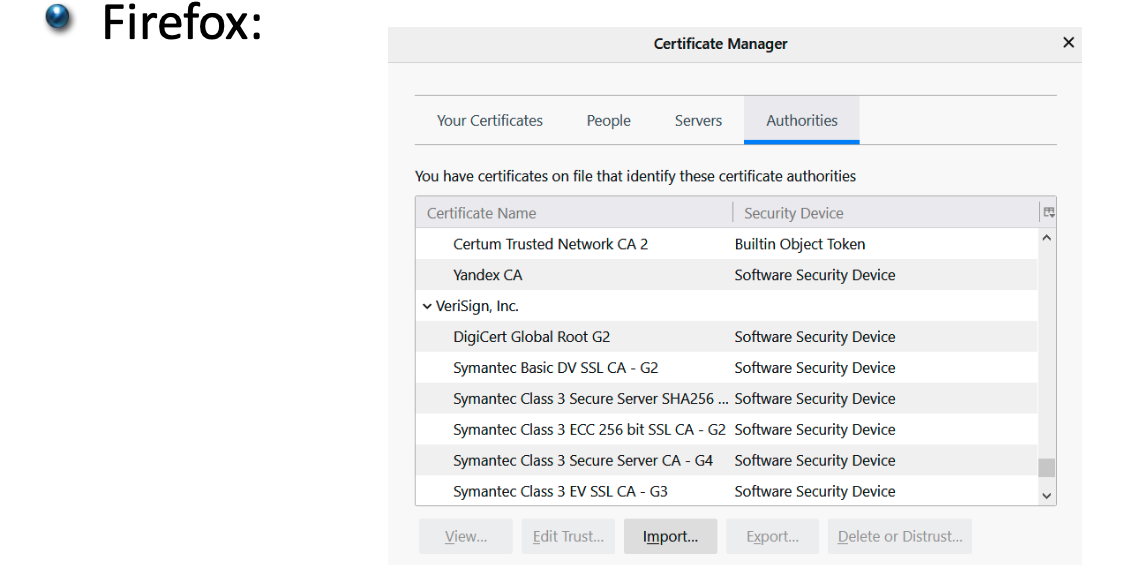 Firefox:
Certificate Manager
Your Certificates People Servers Authorities
You have certificates on file that identify these certificate authorities
Certificate Name Security Device
Certum Trusted Network CA 2 Builtin Object Token
Yandex CA Software Security Device
VeriSign, Inc.
DigiCert Global Root G2 Software Security Device
Symantec Basic DV SSL CA - G2 Software Security Device
Symantec Class 3 Secure Server SHA256 ... Software Security Device
Symantec Class 3 ECC 256 bit SSL CA - G2 Software Security Device
Symantec Class 3 Secure Server CA - G4 Software Security Device
Symantec Class 3 EV SSL CA - G3 Software Security Device
View... Edit Trust... Import... Export... Delete or Distrust...